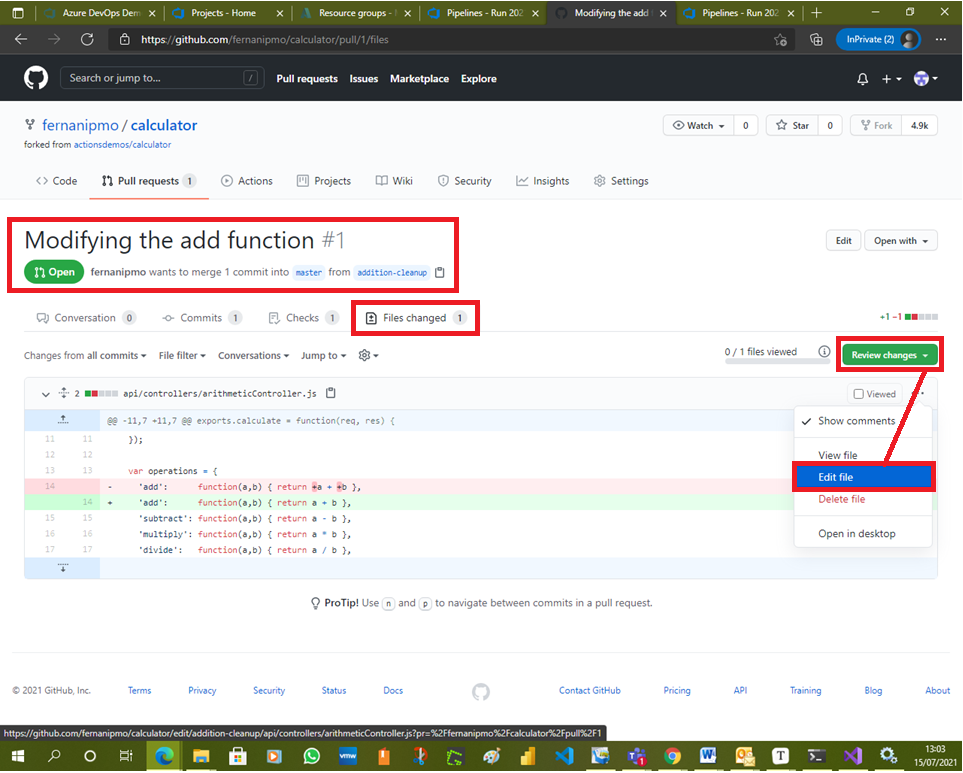 Azure DevOps Dem
Projects - Home
Resource groups -
Pipelines - Run 202
Modifying the add
Pipelines - Run 202
https://github.com/fernanipmo/calculator/pull/1/files
InPrivate (2)
Search or jump to...
/
Pull requests
Issues
Marketplace
Explore
fernanipmo / calculator
forked from actionsdemos/calculator
Watch
0
Star
0
Fork
4.9k
Code
Pull requests 1
Actions
Projects
Wiki
Security
Insights
Settings
Modifying the add function #1
Edit
Open with
Open
fernanipmo wants to merge 1 commit into master from addition-cleanup
Conversation 0
Commits 1
Checks 1
Files changed 1
+1 −1
Changes from all commits
File filter
Conversations
Jump to
0 / 1 files viewed
Review changes
2 api/controllers/arithmeticController.js
Viewed
@@ -11,7 +11,7 @@ exports.calculate = function(req, res) {
11 11 });
12 12
13 13 var operations = {
14 - 'add': function(a,b) { return +a + +b },
14 + 'add': function(a,b) { return a + b },
15 15 'subtract': function(a,b) { return a - b },
16 16 'multiply': function(a,b) { return a * b },
17 17 'divide': function(a,b) { return a / b },
Show comments
View file
Edit file
Delete file
Open in desktop
ProTip! Use n and p to navigate between commits in a pull request.
© 2021 GitHub, Inc.
Terms
Privacy
Security
Status
Docs
Contact GitHub
Pricing
API
Training
Blog
About
https://github.com/fernanipmo/calculator/edit/addition-cleanup/api/controllers/arithmeticController.js?pr=%2Ffernanipmo%2Fcalculator%2Fpull%2F1
vmw
13:03
15/07/2021